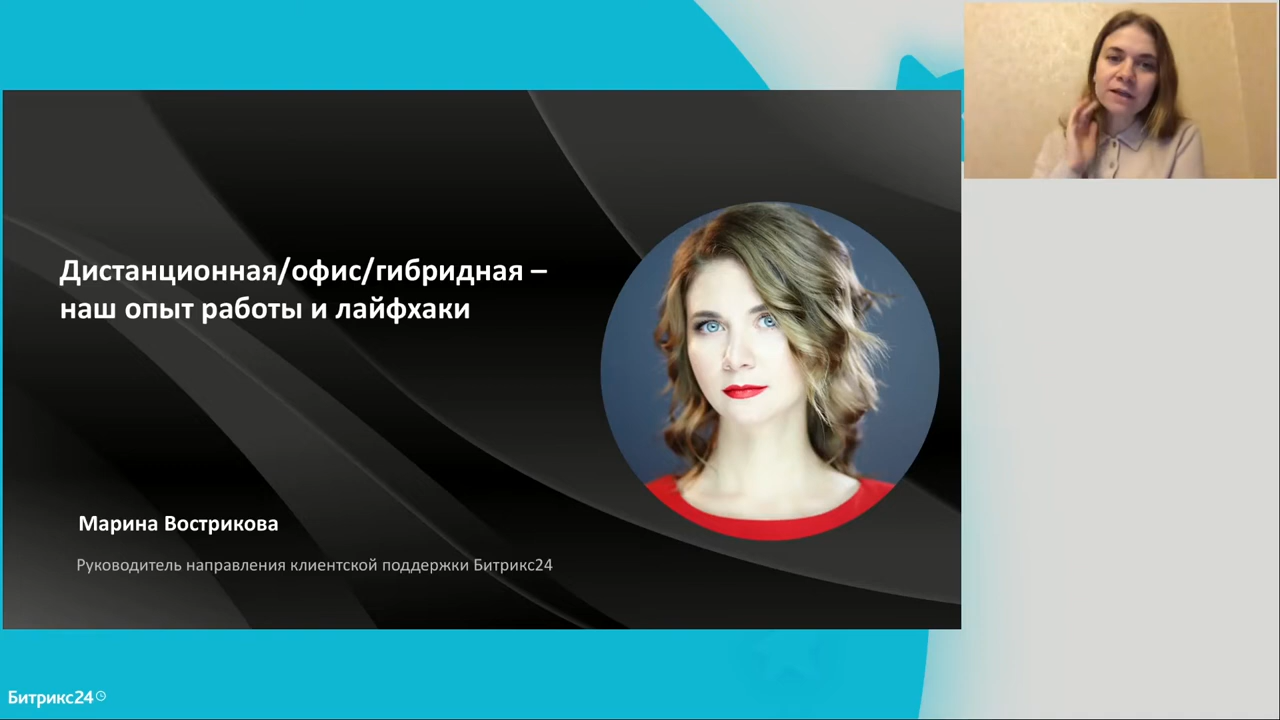 Дистанционная/офис/гибридная –
наш опыт работы и лайфхаки
Марина Вострикова
Руководитель направления клиентской поддержки Битрикс24
Битрикс24